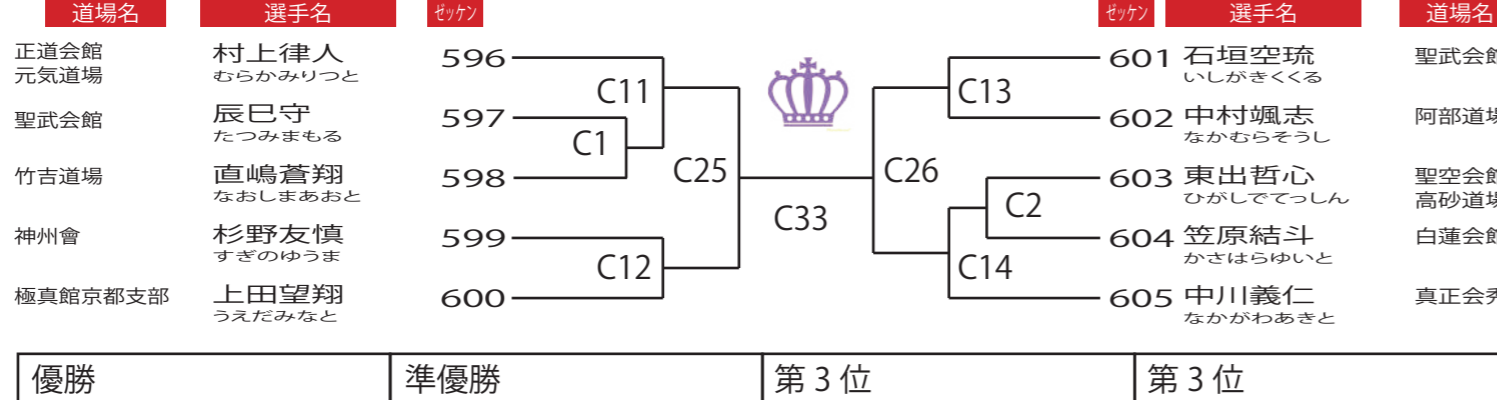 道場名 選手名 ゼッケン ゼッケン 選手名 道場名
正道会館
元気道場
村上律人
むらかみりつと
596
聖武会館
辰巳守
たつみまもる
597
竹吉道場
直嶋蒼翔
なおしまあおと
598
神州會
杉野友慎
すぎのゆうま
599
極真館京都支部
上田望翔
うえだみなと
600
C11
C1
C25
C12
C33
C26
C13
C2
C14
601
石垣空琉
いしがきくくる
聖武会館
602
中村颯志
なかむらそうし
阿部道場
603
東出哲心
ひがしでてっしん
聖空会館
高砂道場
604
笠原結斗
かさはらゆいと
白蓮会館
605
中川義仁
なかがわあきと
真正会
優勝 準優勝 第3位 第3位